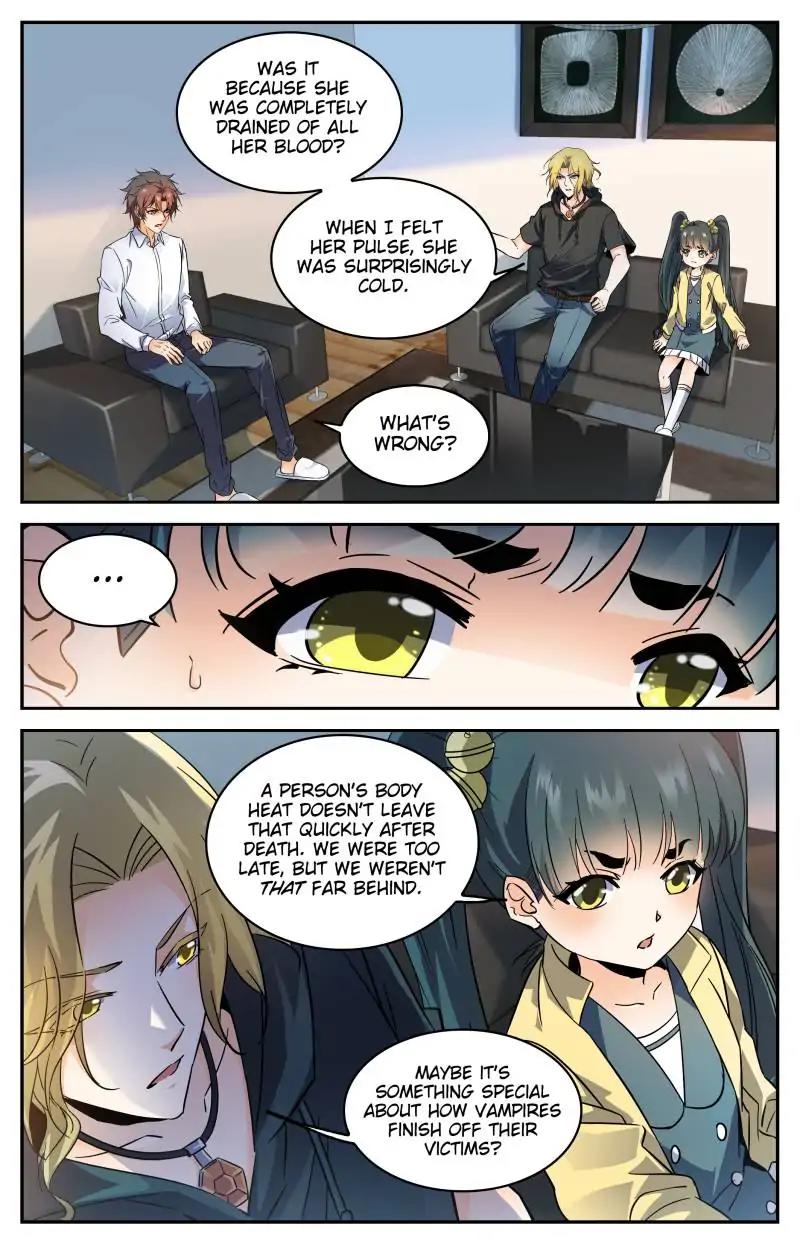 WAS IT
BECAUSE SHE
WAS COMPLETELY
DRAINED OF ALL
HER BLOOD?
WHEN I FELT
HER PULSE, SHE
WAS SURPRISINGLY
COLD.
WHAT'S
WRONG?
...
A PERSON'S BODY
HEAT DOESN'T LEAVE
THAT QUICKLY AFTER
DEATH. WE WERE TOO
LATE, BUT WE WEREN'T
THAT FAR BEHIND.
MAYBE IT'S
SOMETHING SPECIAL
ABOUT HOW VAMPIRES
FINISH OFF THEIR
VICTIMS?